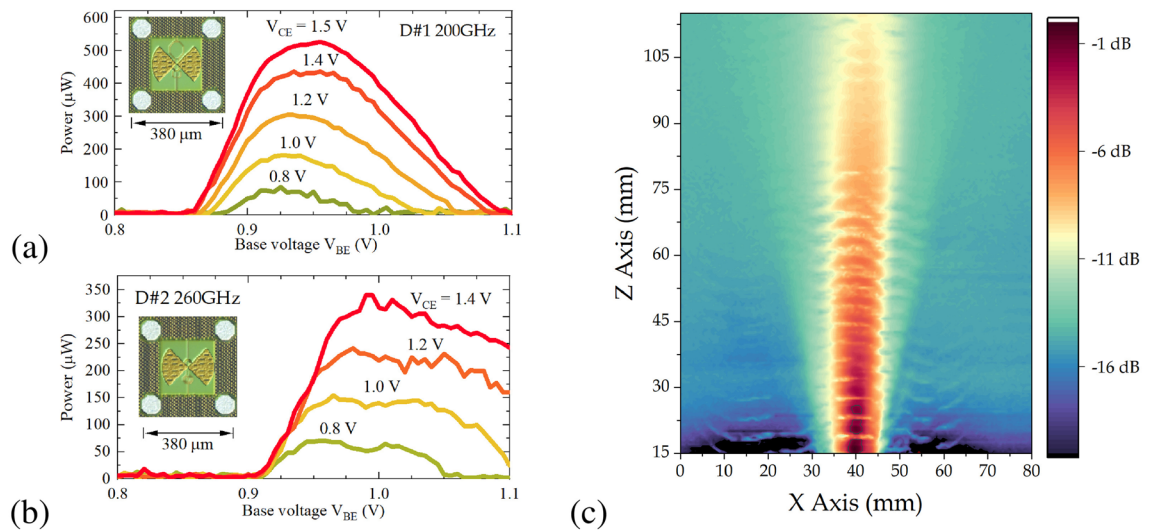 (a)
Power (µW)
600
500
400
300
200
100
0
380 µm
V_CE = 1.5 V
1.4 V
1.2 V
1.0 V
0.8 V
D#1 200GHz
0.8
0.9
1.0
1.1
Base voltage V_BE (V)
(b)
Power (µW)
350
300
250
200
150
100
50
0
D#2 260GHz
380 µm
V_CE = 1.4 V
1.2 V
1.0 V
0.8 V
0.8
0.9
1.0
1.1
Base voltage V_BE (V)
(c)
Z Axis (mm)
105
90
75
60
45
30
15
0
10
20
30
40
50
60
70
80
X Axis (mm)
-1 dB
-6 dB
-11 dB
-16 dB